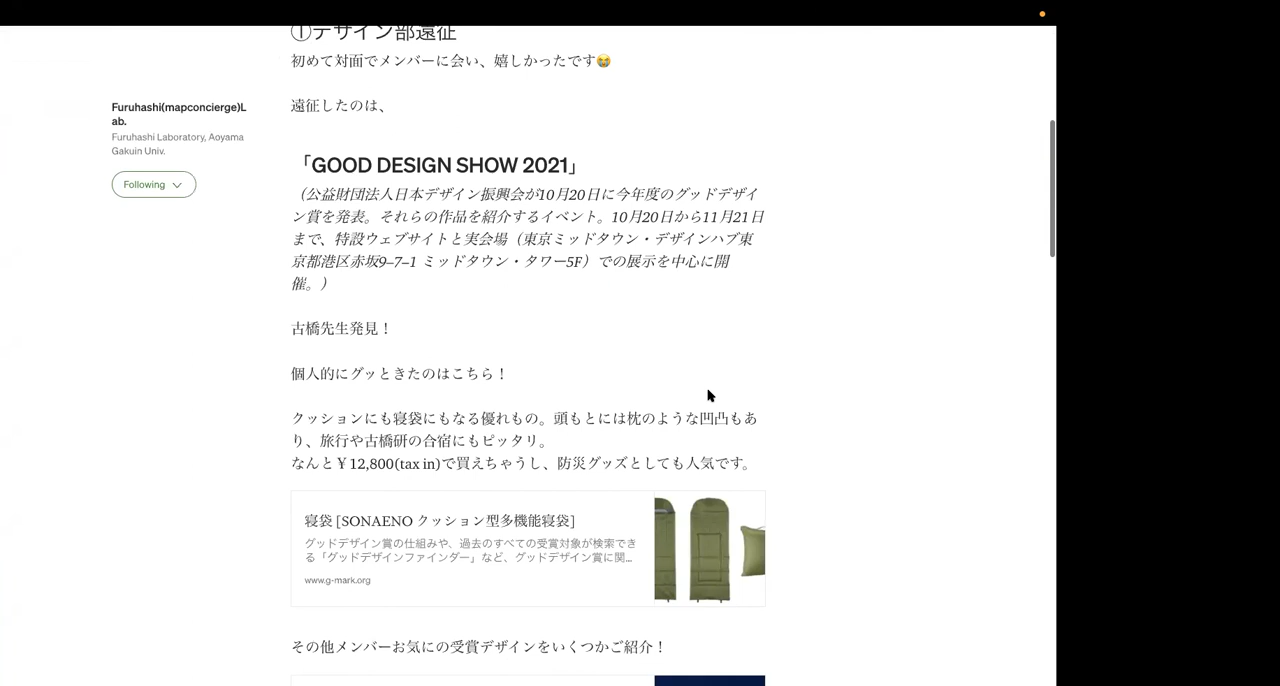 ①デザイン部遠征
初めて対面でメンバーに会い、嬉しかったです😭
Furuhashi(mapconcierge)L
ab.
Furuhashi Laboratory, Aoyama
Gakuin Univ.
Following
遠征したのは、
「GOOD DESIGN SHOW 2021」
（公益財団法人日本デザイン振興会が10月20日に今年度のグッドデザイ
ン賞を発表。それらの作品を紹介するイベント。10月20日から11月21日
まで、特設ウェブサイトと実会場（東京ミッドタウン・デザインハブ東
京都港区赤坂9–7–1 ミッドタウン・タワー5F）での展示を中心に開
催。）
古橋先生発見！
個人的にグッときたのはこちら！
クッションにも寝袋にもなる優れもの。頭もとには枕のような凹凸もあ
り、旅行や古橋研の合宿にもピッタリ。
なんと￥12,800(tax in)で買えちゃうし、防災グッズとしても人気です。
寝袋 [SONAENO クッション型多機能寝袋]
グッドデザイン賞の仕組みや、過去のすべての受賞対象が検索でき
る「グッドデザインファインダー」など、グッドデザイン賞に関…
www.g-mark.org
その他メンバーお気にの受賞デザインをいくつかご紹介！